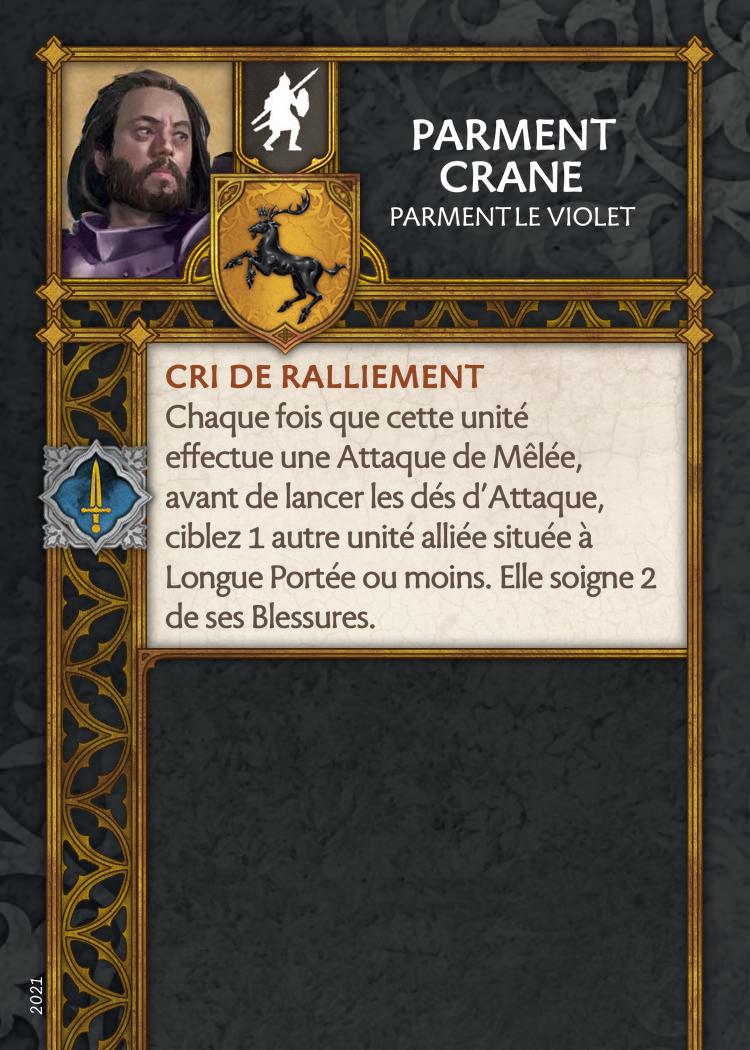 PARMENT
CRANE
PARMENT LE VIOLET
CRI DE RALLIEMENT
Chaque fois que cette unité
effectue une Attaque de Mêlée,
avant de lancer les dés d'Attaque,
ciblez 1 autre unité alliée située à
Longue Portée ou moins. Elle soigne 2
de ses Blessures.
2021